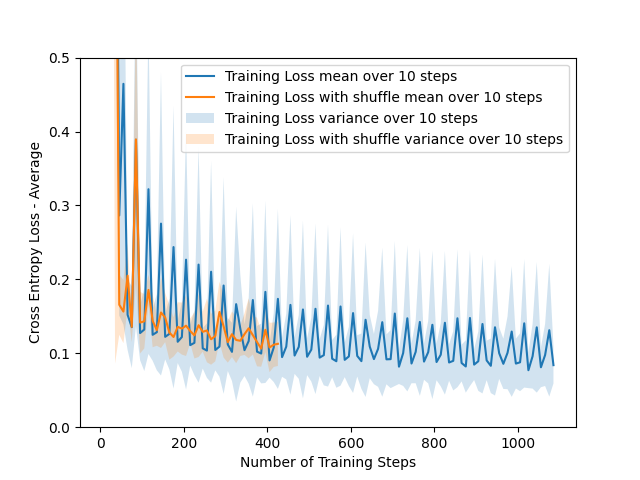 Training Loss mean over 10 steps
Training Loss with shuffle mean over 10 steps
Training Loss variance over 10 steps
Training Loss with shuffle variance over 10 steps
Cross Entropy Loss - Average
0.5
0.4
0.3
0.2
0.1
0.0
0 200 400 600 800 1000
Number of Training Steps